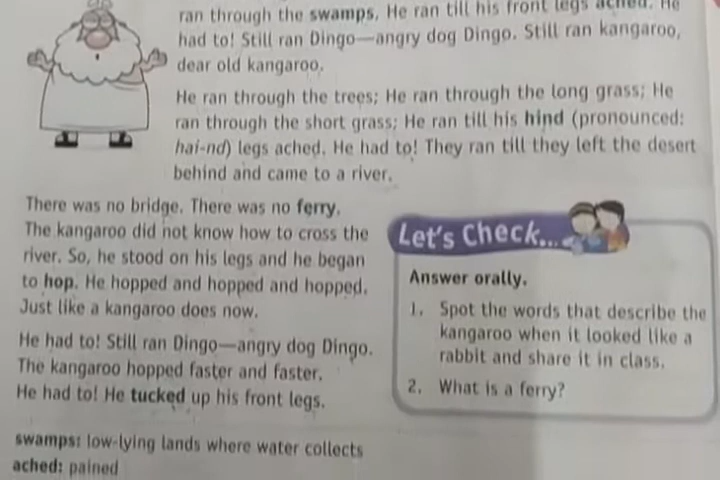 ran through the swamps. He ran till his front legs ached. He
had to! Still ran Dingo—angry dog Dingo. Still ran kangaroo,
dear old kangaroo.
He ran through the trees; He ran through the long grass; He
ran through the short grass; He ran till his hind (pronounced:
hai-nd) legs ached. He had to! They ran till they left the desert
behind and came to a river.
There was no bridge. There was no ferry.
The kangaroo did not know how to cross the
river. So, he stood on his legs and he began
to hop. He hopped and hopped and hopped.
Just like a kangaroo does now.
He had to! Still ran Dingo—angry dog Dingo.
The kangaroo hopped faster and faster.
He had to! He tucked up his front legs.
Let's Check...
Answer orally.
1. Spot the words that describe the
kangaroo when it looked like a
rabbit and share it in class.
2. What is a ferry?
swamps: low-lying lands where water collects
ached: pained